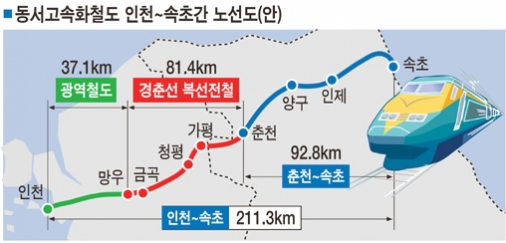 동서고속화철도 인천~속초간 노선도(안)
37.1km
81.4km
광역철도
경춘선 복선전철
속초
양구
인제
가평
춘천
청평
92.8km
춘천~속초
망우
금곡
인천
인천~속초 211.3km